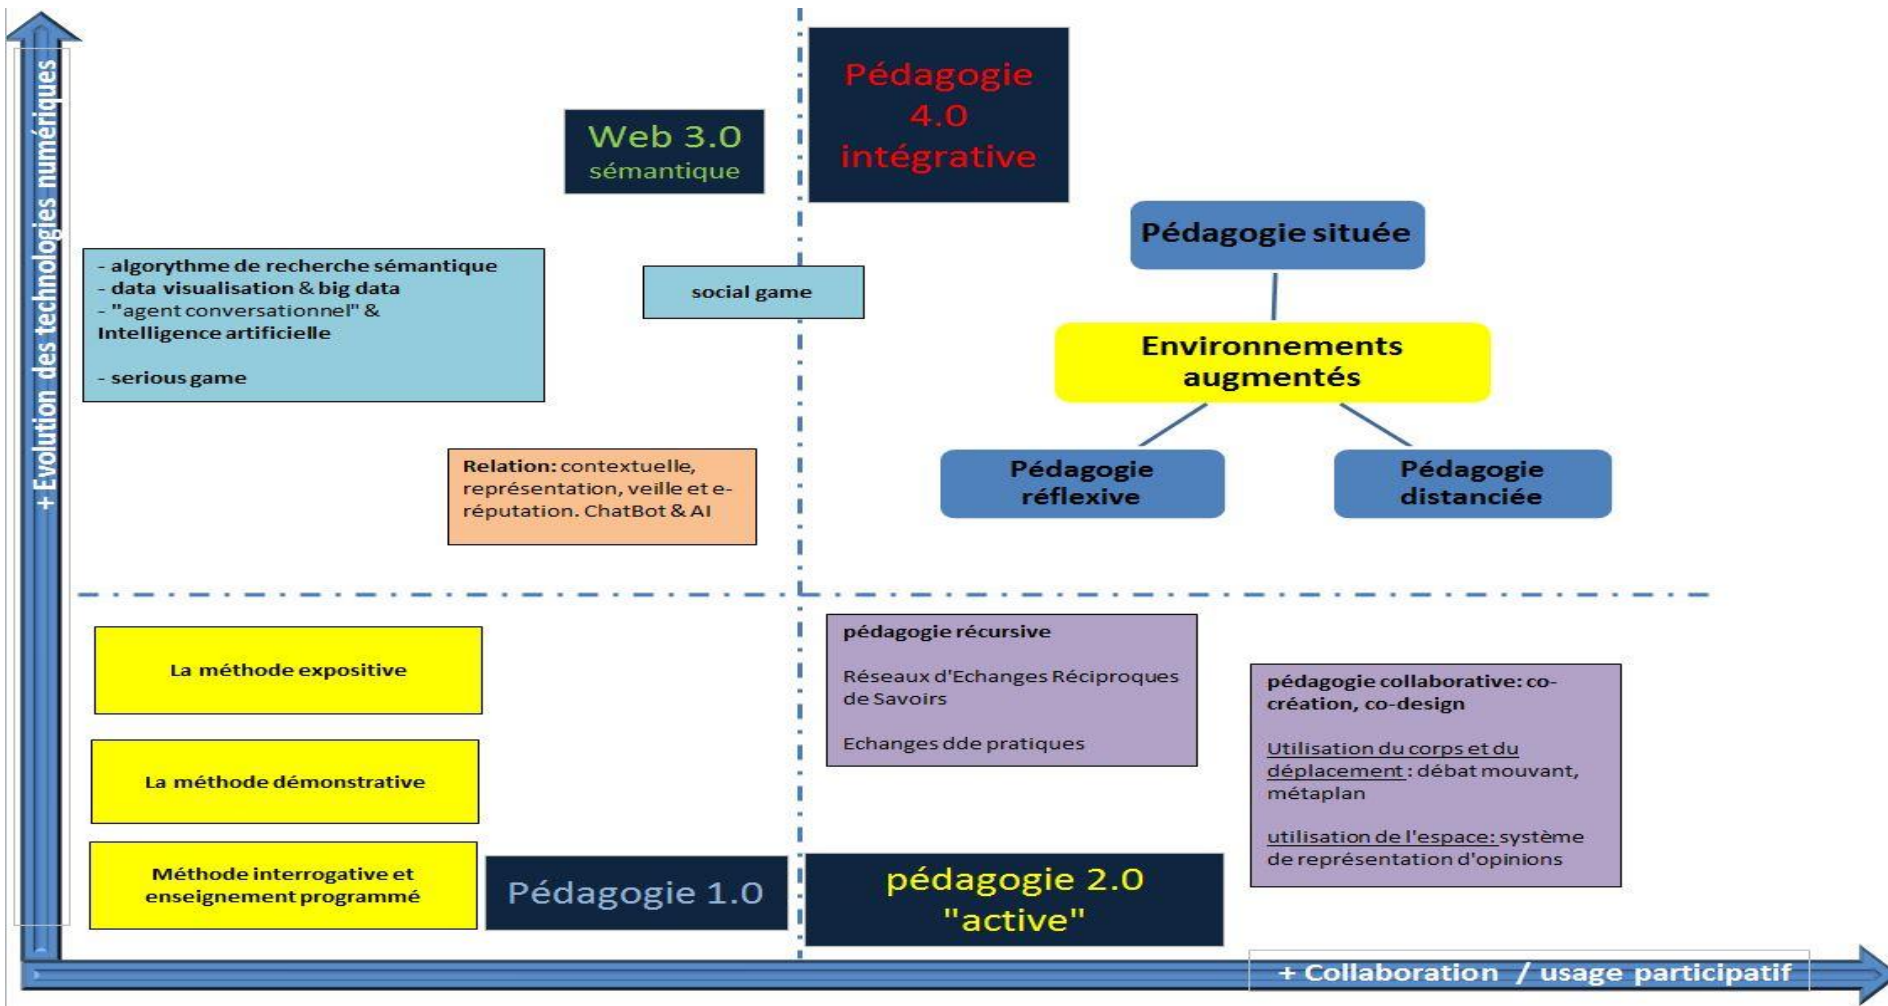 + Evolution des technologies numériques
Web 3.0
sémantique
Pédagogie
4.0
intégrative
- algorythme de recherche sémantique
- data visualisation & big data
- "agent conversationnel" &
Intelligence artificielle
- serious game
social game
Pédagogie située
Environnements
augmentés
Pédagogie
réflexive
Pédagogie
distanciée
Relation: contextuelle,
représentation, veille et e-
réputation. ChatBot & AI
La méthode expositive
La méthode démonstrative
Méthode interrogative et
enseignement programmé
Pédagogie 1.0
pédagogie récursive
Réseaux d'Echanges Réciproques
de Savoirs
Echanges dde pratiques
pédagogie 2.0
"active"
pédagogie collaborative: co-
création, co-design
Utilisation du corps et du
déplacement : débat mouvant,
métaplan
utilisation de l'espace: système
de représentation d'opinions
+ Collaboration / usage participatif